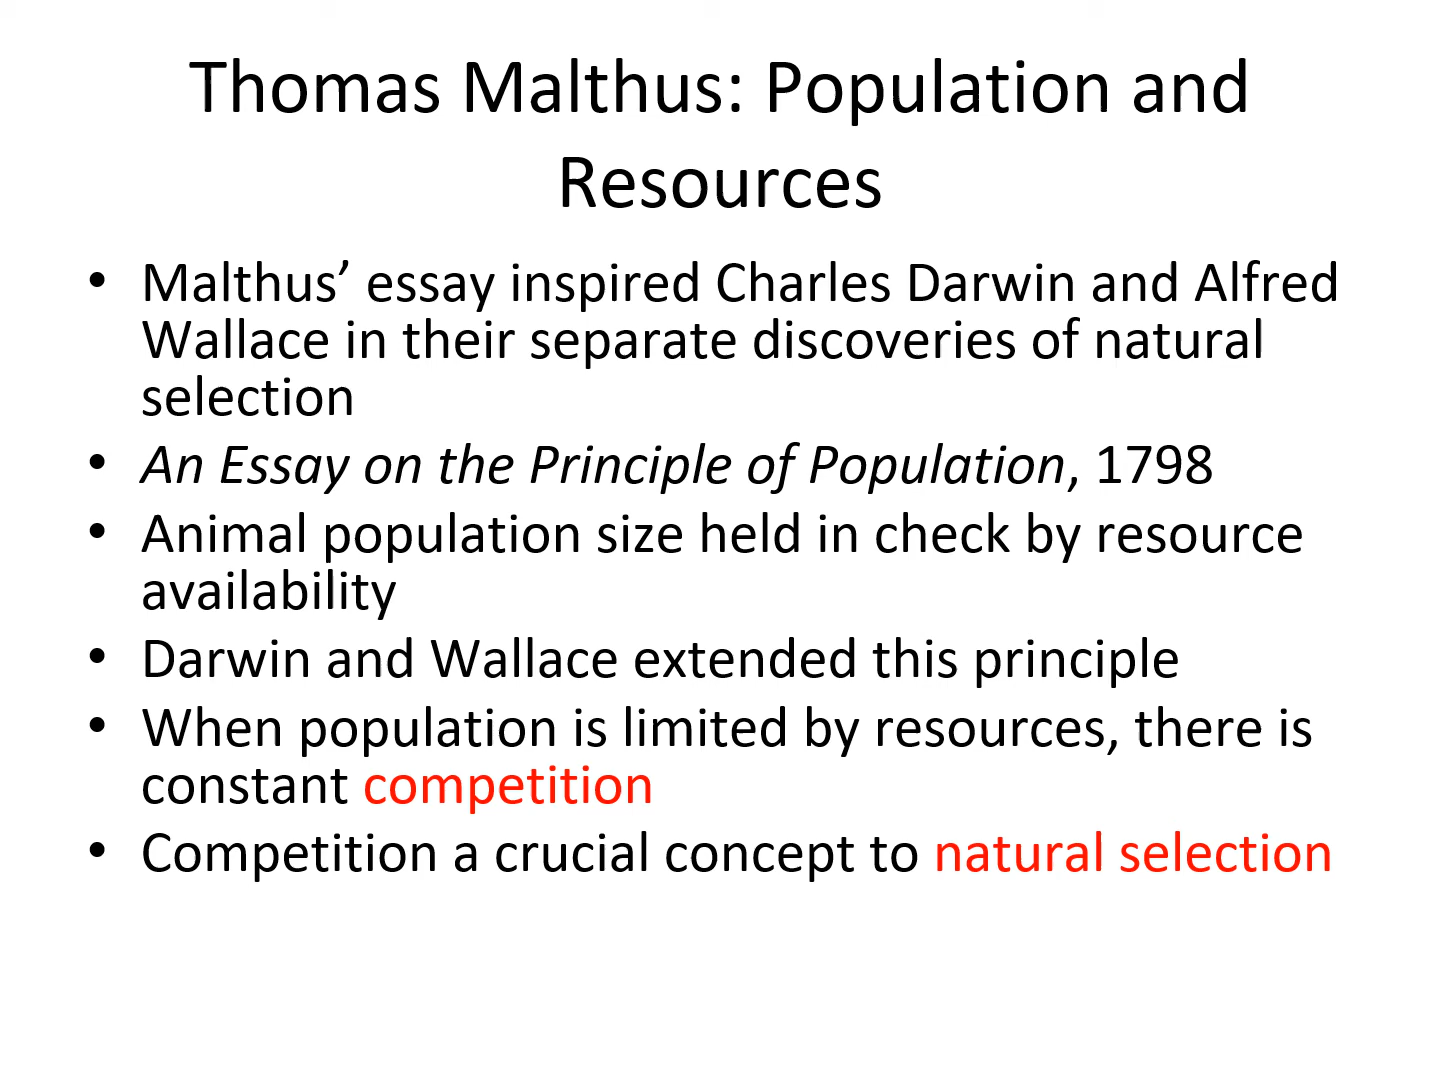 Thomas Malthus: Population and
Resources
• Malthus’ essay inspired Charles Darwin and Alfred
Wallace in their separate discoveries of natural
selection
• An Essay on the Principle of Population, 1798
• Animal population size held in check by resource
availability
• Darwin and Wallace extended this principle
• When population is limited by resources, there is
constant competition
• Competition a crucial concept to natural selection